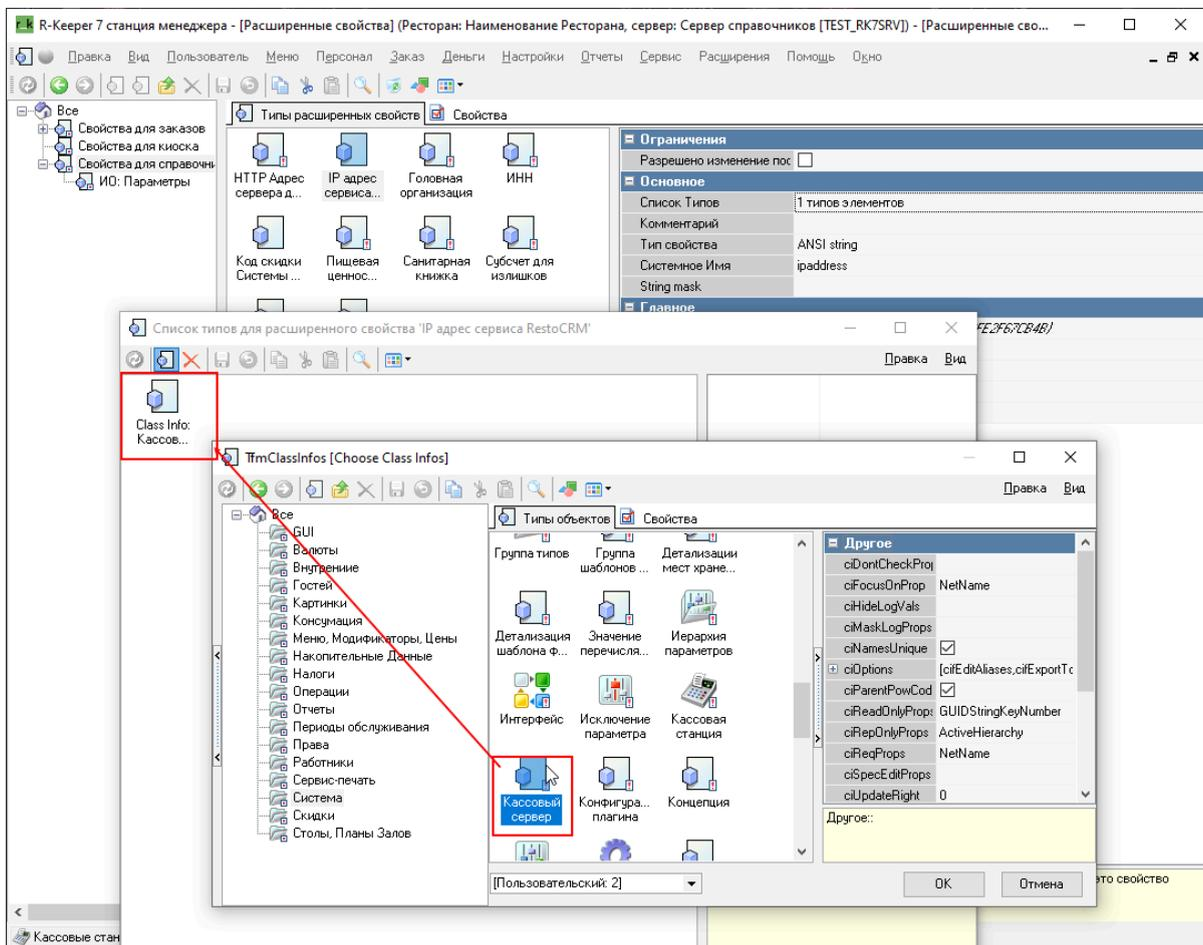 R-Keeper 7 станция менеджера - [Расширенные свойства] (Ресторан: Наименование Ресторана, сервер: Сервер справочников [TEST_RK7SRV]) - [Расширенные сво...
Правка Вид Пользователь Меню Персонал Заказ Деньги Настройки Отчеты Сервис Расширения Помощь Окно
Все
Свойства для заказов
Свойства для киоска
Свойства для справочни
ИО: Параметры
Типы расширенных свойств Свойства
HTTP Адрес
сервера д...
IP адрес
сервиса...
Головная
организация
ИНН
Код скидки
Системы ...
Пищевая
ценнос...
Санитарная
книжка
Субсчет для
излишков
Ограничения
Разрешено изменение пос
Основное
Список Типов 1 типов элементов
Комментарий
Тип свойства ANSI string
Системное Имя ipaddress
String mask
Главное
FE2F67CB4B}
Список типов для расширенного свойства 'IP адрес сервиса RestoCRM'
Правка Вид
Class Info:
Кассов...
TfmClassInfos [Choose Class Infos]
Правка Вид
Все
GUI
Валюты
Внутренние
Гостей
Картинки
Консумация
Меню, Модификаторы, Цены
Накопительные Данные
Налоги
Операции
Отчеты
Периоды обслуживания
Права
Работники
Сервис-печать
Система
Скидки
Столы, Планы Залов
Типы объектов Свойства
Группа типов
Группа
шаблонов ...
Детализации
мест хране...
Детализация
шаблона ф...
Значение
перечисля...
Иерархия
параметров
Интерфейс
Исключение
параметра
Кассовая
станция
Кассовый
сервер
Конфигура...
плагина
Концепция
Другое
ciDontCheckProp
ciFocusOnProp NetName
ciHideLogVals
ciMaskLogProps
ciNamesUnique
ciOptions [cifEditAliases,cifExportTc
ciParentPowCod
ciReadOnlyProp: GUIDStringKeyNumber
ciRepOnlyProps ActiveHierarchy
ciReqProps NetName
ciSpecEditProps
ciUpdateRight 0
Другое::
[Пользовательский: 2]
OK Отмена
это свойство
Кассовые стан